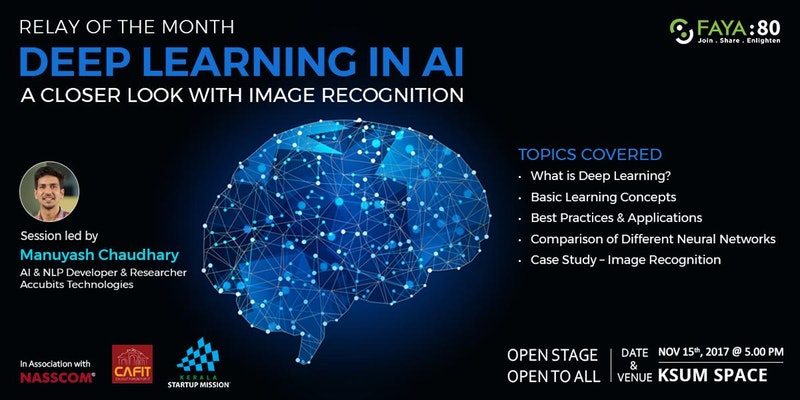 RELAY OF THE MONTH
DEEP LEARNING IN AI
A CLOSER LOOK WITH IMAGE RECOGNITION
FAYA:80
Join . Share . Enlighten
Session led by
Manuyash Chaudhary
AI & NLP Developer & Researcher
Accubits Technologies
TOPICS COVERED
• What is Deep Learning?
• Basic Learning Concepts
• Best Practices & Applications
• Comparison of Different Neural Networks
• Case Study – Image Recognition
In Association with
NASSCOM®
CAFIT
KERALA
STARTUP MISSION
OPEN STAGE
OPEN TO ALL
DATE
&
VENUE
NOV 15th, 2017 @ 5.00 PM
KSUM SPACE